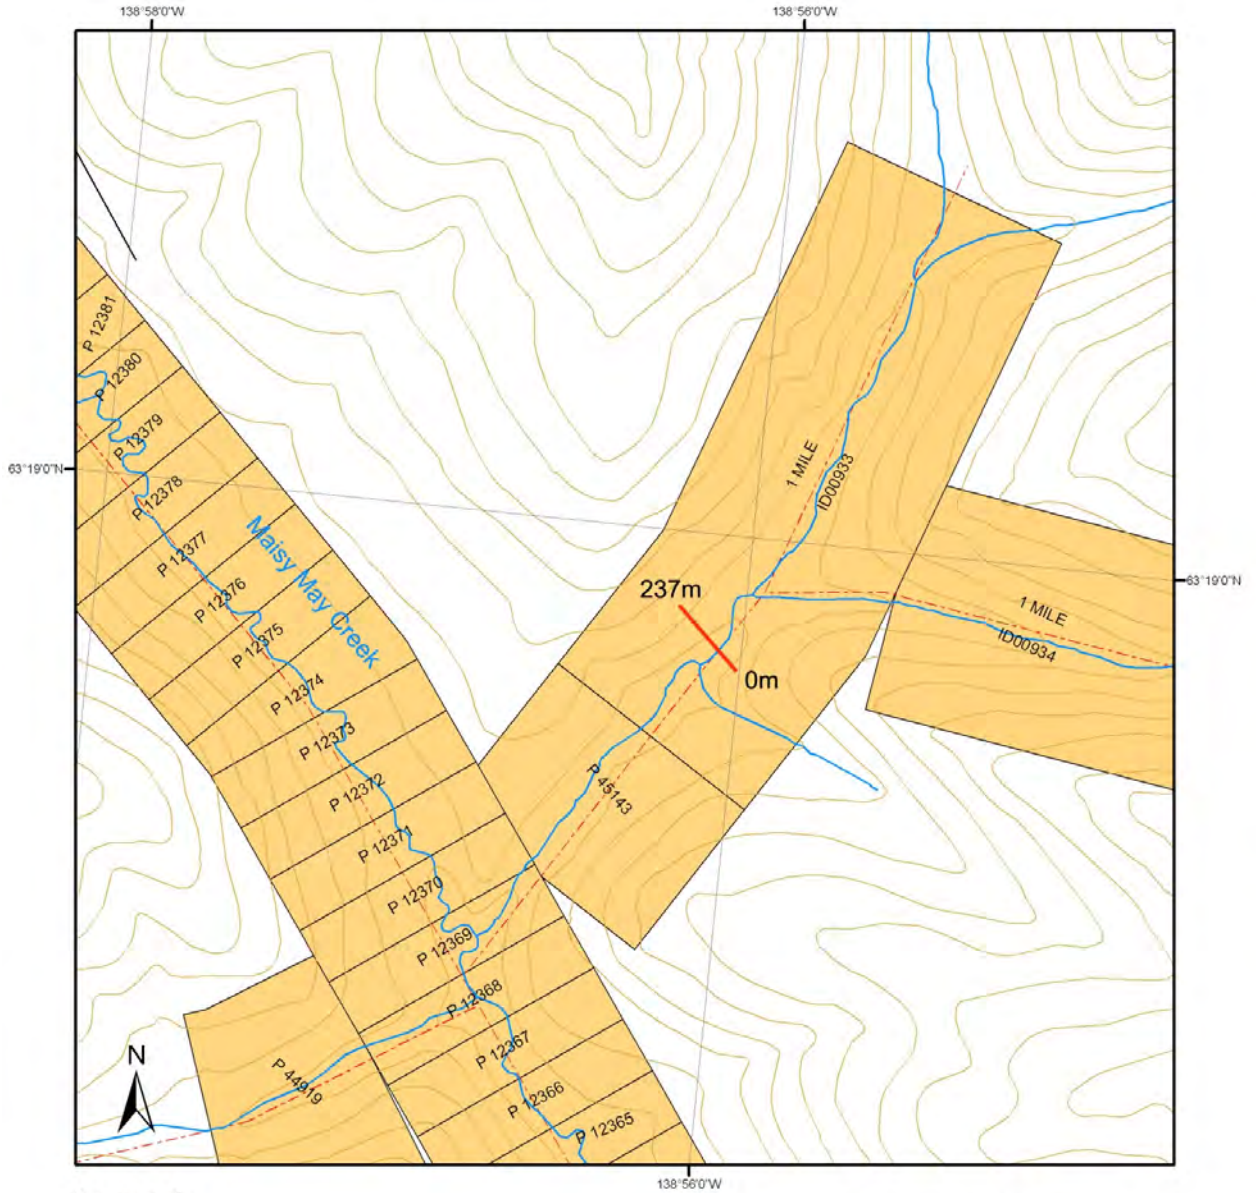 138°58'0"W
138°56'0"W
P 12381
P 12380
P 12379
63°19'0"N
1 MILE
ID00933
P 12378
Maisy May Creek
P 12377
63°19'0"N
237m
P 12376
1 MILE
ID00934
P 12375
0m
P 12374
P 12373
P 12372
P 45143
P 12371
P 12370
P 12369
P 12368
N
P 12367
P 44919
P 12366
P 12365
138°56'0"W